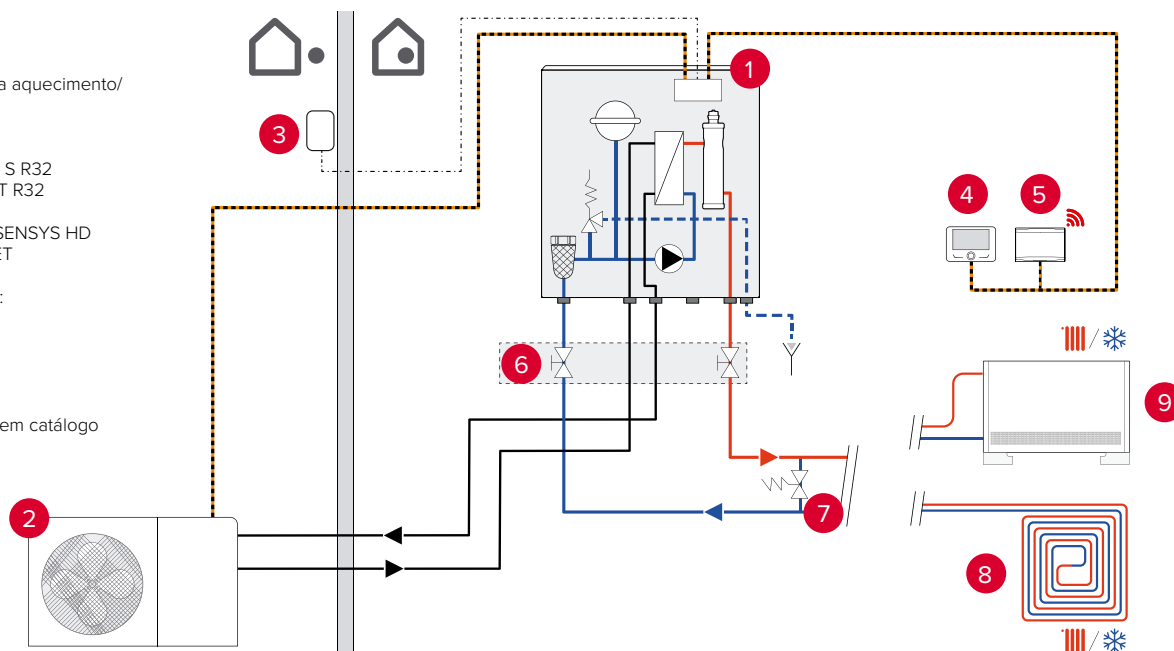 a aquecimento/
S R32
T R32
SENSYS HD
ET
:
em catálogo
1
2
3
4
5
6
7
8
9
/
/